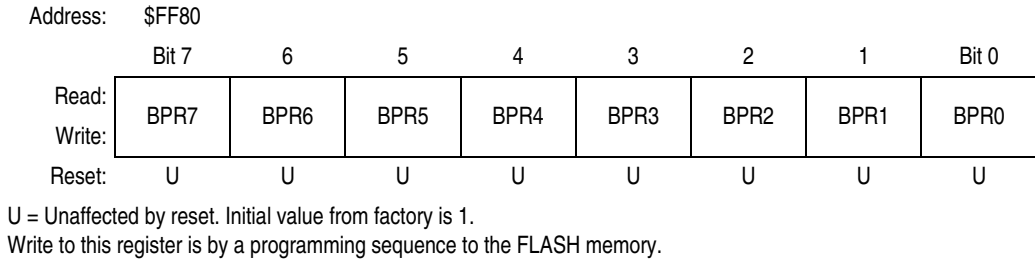 Address: $FF80
Bit 7 6 5 4 3 2 1 Bit 0
Read:
BPR7 BPR6 BPR5 BPR4 BPR3 BPR2 BPR1 BPR0
Write:
Reset: U U U U U U U U
U = Unaffected by reset. Initial value from factory is 1.
Write to this register is by a programming sequence to the FLASH memory.